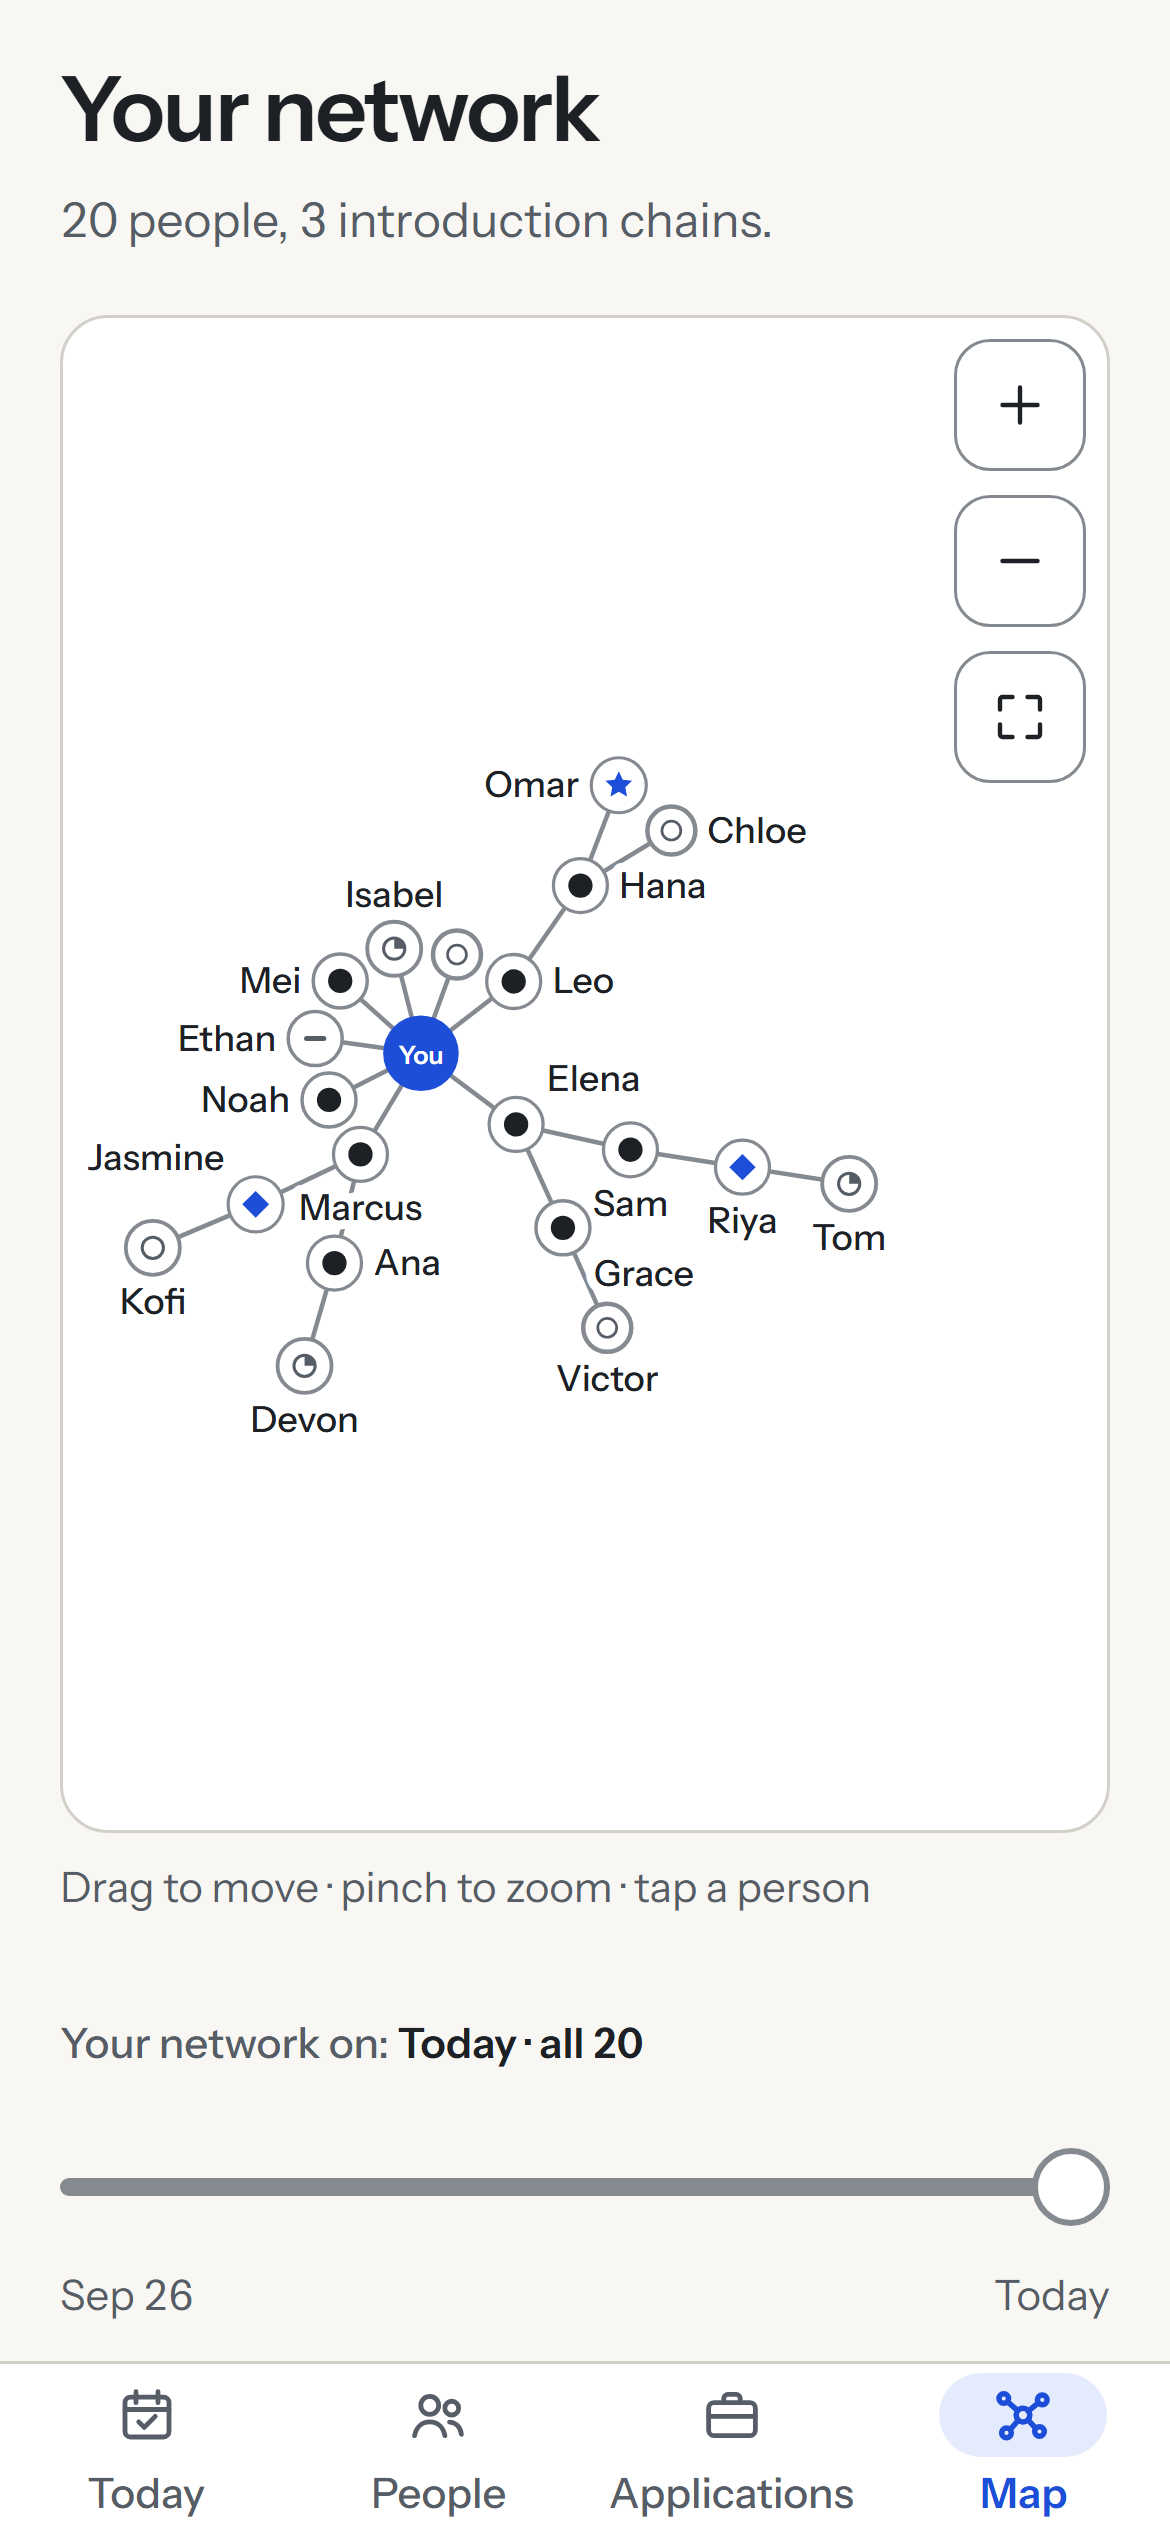 Your network
20 people, 3 introduction chains.
Omar
Chloe
Hana
Isabel
Mei
Leo
Ethan
You
Elena
Noah
Jasmine
Marcus
Sam
Riya
Tom
Ana
Grace
Kofi
Victor
Devon
Drag to move · pinch to zoom · tap a person
Your network on: Today · all 20
Sep 26
Today
Today
People
Applications
Map